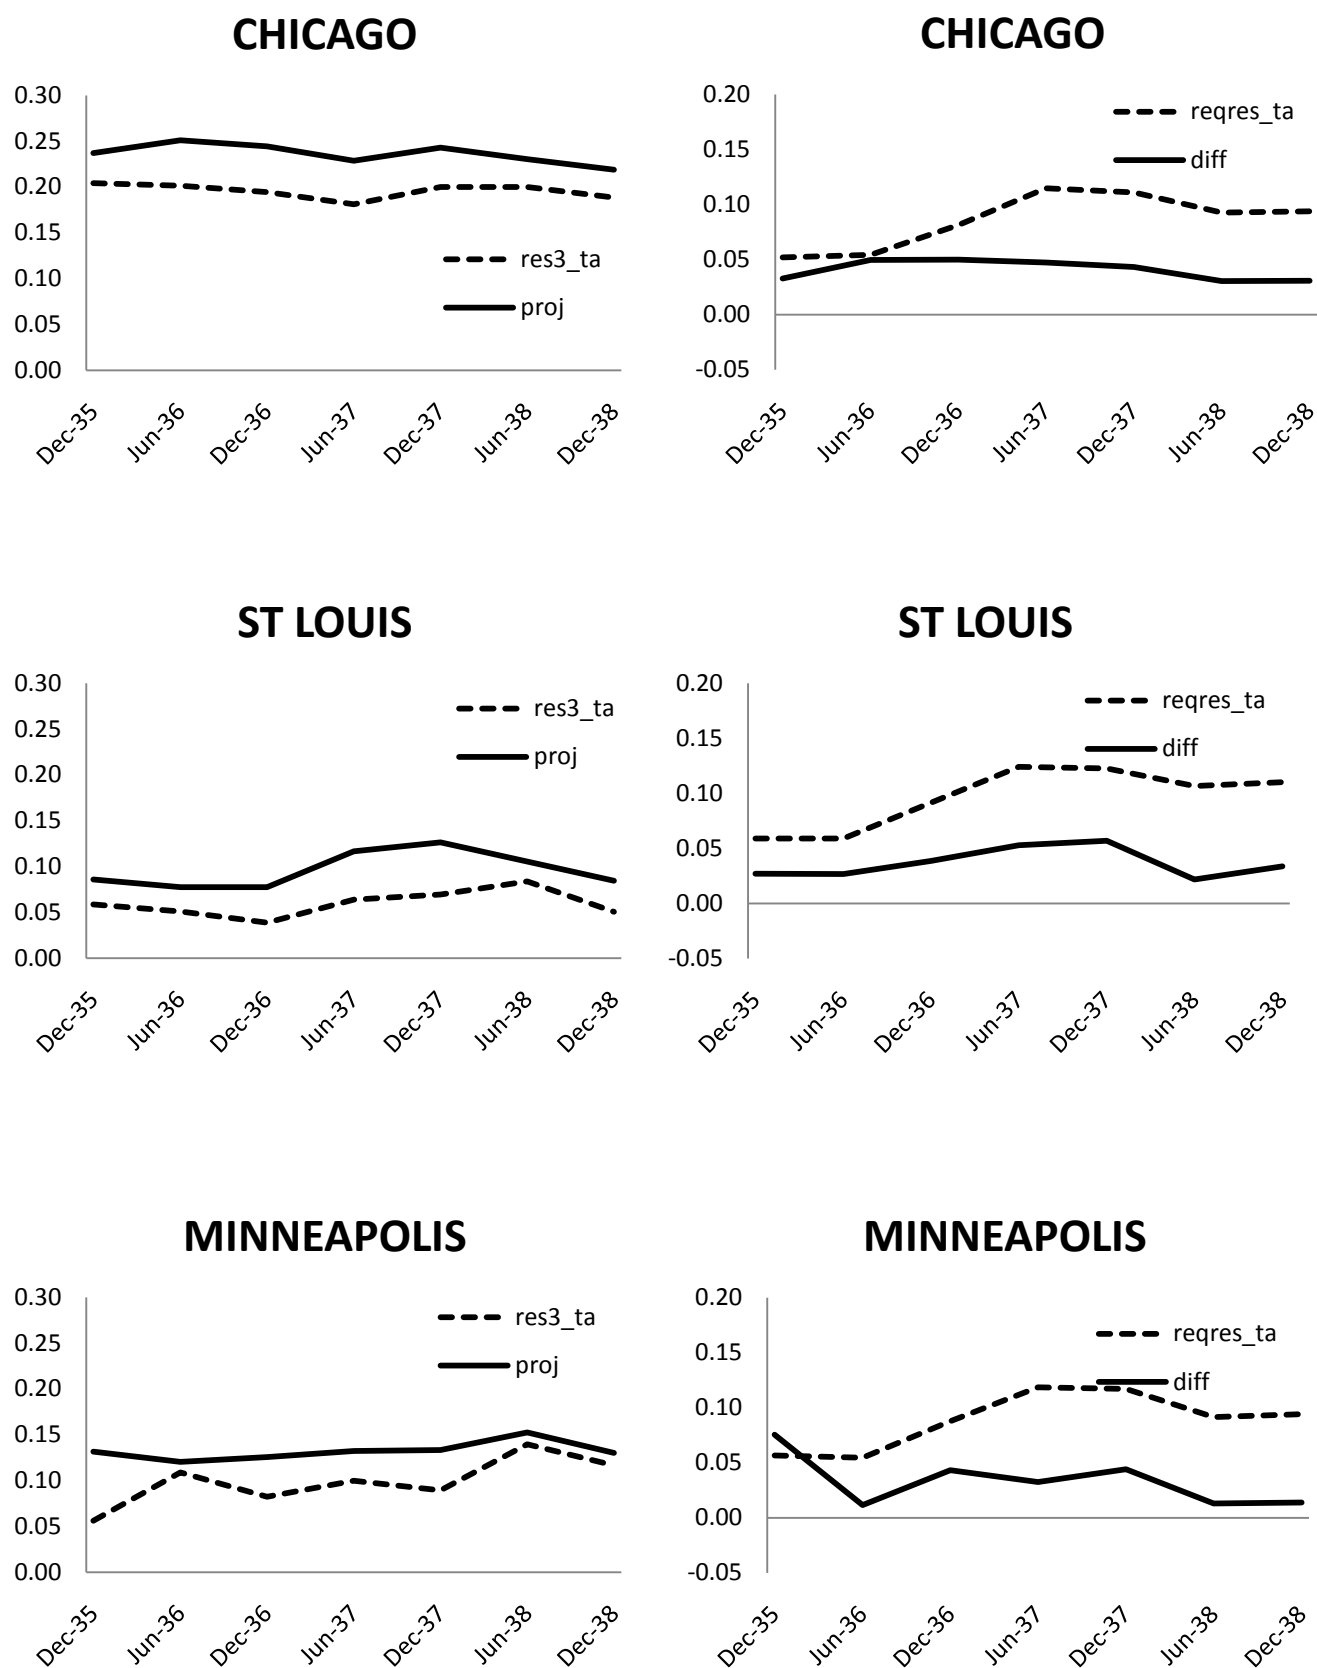 CHICAGO
0.30
0.25
0.20
0.15
0.10
0.05
0.00
res3_ta
proj
Dec-35
Jun-36
Dec-36
Jun-37
Dec-37
Jun-38
Dec-38
CHICAGO
0.20
0.15
0.10
0.05
0.00
-0.05
reqres_ta
diff
Dec-35
Jun-36
Dec-36
Jun-37
Dec-37
Jun-38
Dec-38
ST LOUIS
0.30
0.25
0.20
0.15
0.10
0.05
0.00
res3_ta
proj
Dec-35
Jun-36
Dec-36
Jun-37
Dec-37
Jun-38
Dec-38
ST LOUIS
0.20
0.15
0.10
0.05
0.00
-0.05
reqres_ta
diff
Dec-35
Jun-36
Dec-36
Jun-37
Dec-37
Jun-38
Dec-38
MINNEAPOLIS
0.30
0.25
0.20
0.15
0.10
0.05
0.00
res3_ta
proj
Dec-35
Jun-36
Dec-36
Jun-37
Dec-37
Jun-38
Dec-38
MINNEAPOLIS
0.20
0.15
0.10
0.05
0.00
-0.05
reqres_ta
diff
Dec-35
Jun-36
Dec-36
Jun-37
Dec-37
Jun-38
Dec-38